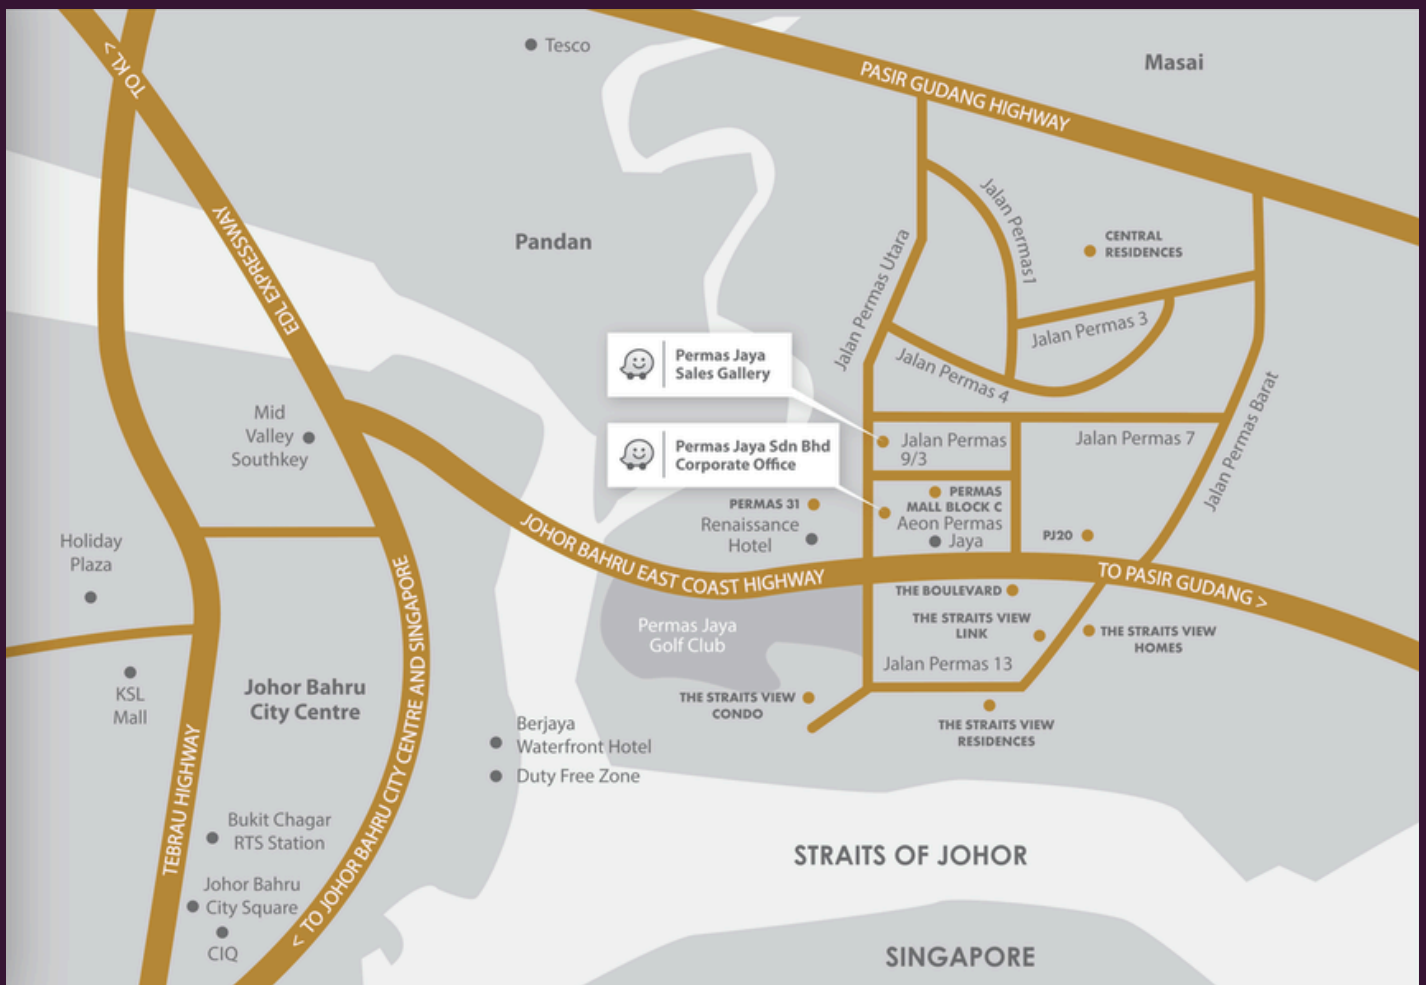 Tesco
Masai
< TO KL
PASIR GUDANG HIGHWAY
Jalan Permas1
EDL EXPRESSWAY
Pandan
CENTRAL
RESIDENCES
Jalan Permas Utara
Jalan Permas 3
Permas Jaya
Sales Gallery
Jalan Permas 4
Mid
Valley
Southkey
Jalan Permas
9/3
Jalan Permas 7
Jalan Permas Barat
Permas Jaya Sdn Bhd
Corporate Office
PERMAS 31
Renaissance
Hotel
PERMAS
MALL BLOCK C
Aeon Permas
Jaya
PJ20
Holiday
Plaza
JOHOR BAHRU EAST COAST HIGHWAY
TO PASIR GUDANG >
THE BOULEVARD
Permas Jaya
Golf Club
THE STRAITS VIEW
LINK
THE STRAITS VIEW
HOMES
Jalan Permas 13
KSL
Mall
Johor Bahru
City Centre
THE STRAITS VIEW
CONDO
THE STRAITS VIEW
RESIDENCES
Berjaya
Waterfront Hotel
Duty Free Zone
TEBRAU HIGHWAY
< TO JOHOR BAHRU CITY CENTRE AND SINGAPORE
Bukit Chagar
RTS Station
STRAITS OF JOHOR
Johor Bahru
City Square
CIQ
SINGAPORE